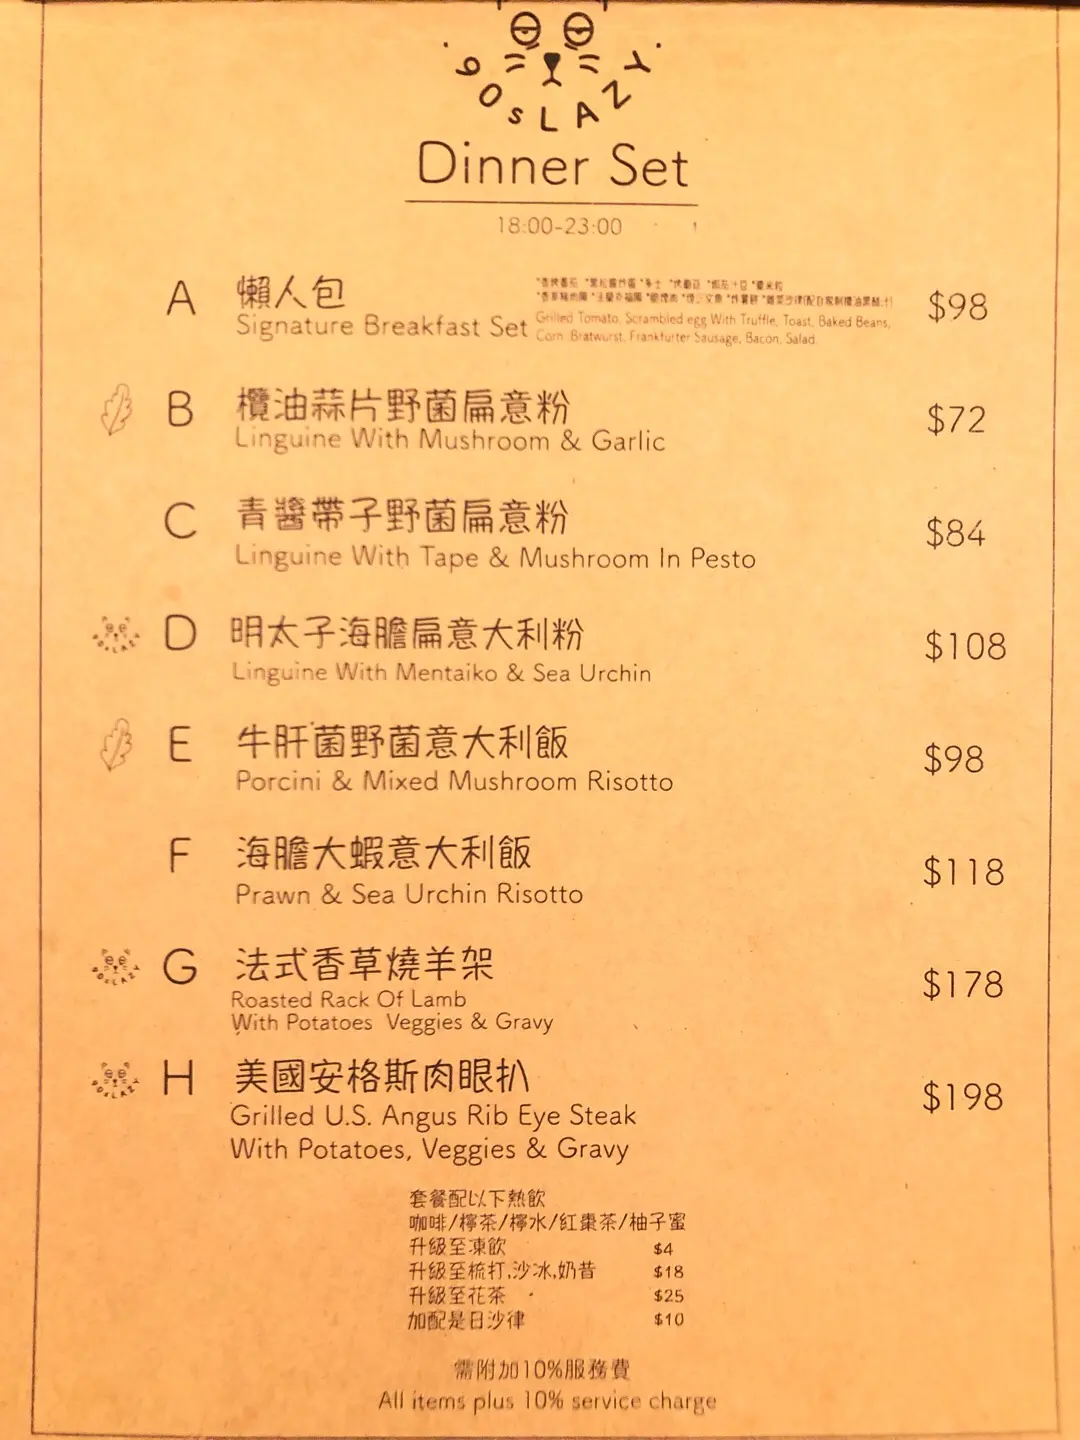 90sLAZY
Dinner Set
18:00-23:00
A 懶人包
Signature Breakfast Set
Grilled Tomato, Scrambled egg With Truffle, Toast, Baked Beans,
Corn, Bratwurst, Frankfurter Sausage, Bacon, Salad.
$98
B 欖油蒜片野菌扁意粉
Linguine With Mushroom & Garlic
$72
C 青醬帶子野菌扁意粉
Linguine With Tape & Mushroom In Pesto
$84
90sLAZY
D 明太子海膽扁意大利粉
Linguine With Mentaiko & Sea Urchin
$108
E 牛肝菌野菌意大利飯
Porcini & Mixed Mushroom Risotto
$98
F 海膽大蝦意大利飯
Prawn & Sea Urchin Risotto
$118
90sLAZY
G 法式香草燒羊架
Roasted Rack Of Lamb
With Potatoes Veggies & Gravy
$178
90sLAZY
H 美國安格斯肉眼扒
Grilled U.S. Angus Rib Eye Steak
With Potatoes, Veggies & Gravy
$198
套餐配以下熱飲
咖啡/檸茶/檸水/紅棗茶/柚子蜜
升級至凍飲 $4
升級至梳打,沙冰,奶昔 $18
升級至花茶 $25
加配是日沙律 $10
需附加10%服務費
All items plus 10% service charge